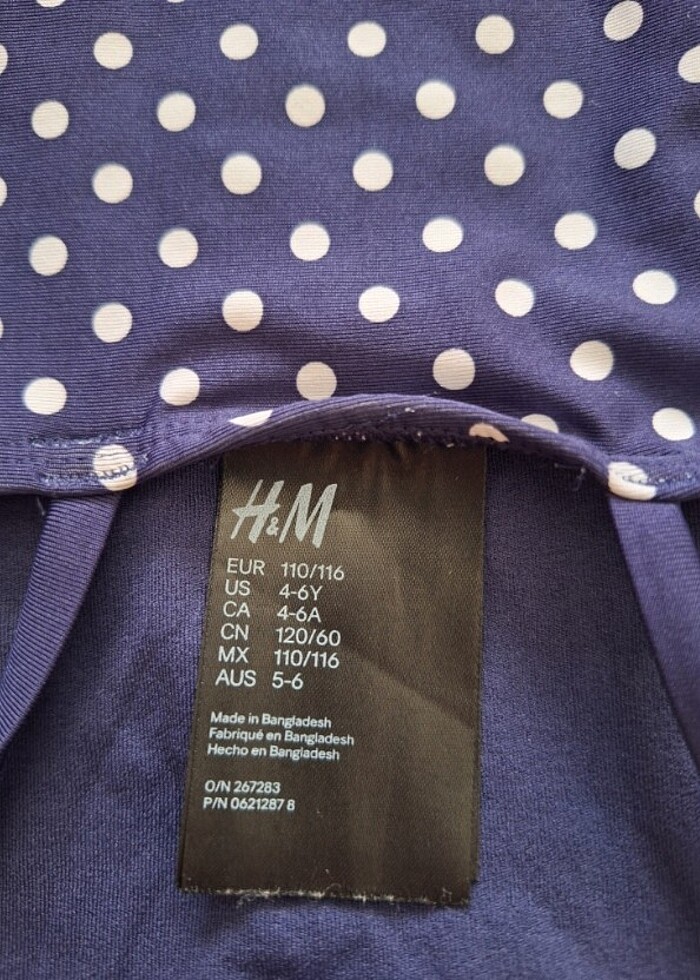 H&M
EUR 110/116
US 4-6Y
CA 4-6A
CN 120/60
MX 110/116
AUS 5-6
Made in Bangladesh
Fabriqué en Bangladesh
Hecho en Bangladesh
O/N 267283
P/N 0621287 8